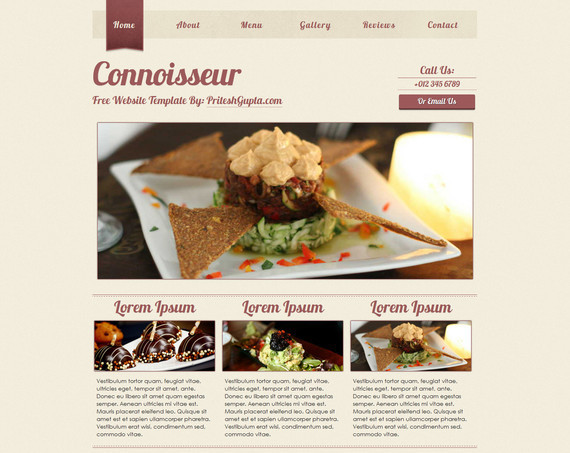 Home About Menu Gallery Reviews Contact
Connoisseur
Free Website Template By: PriteshGupta.com
Call Us:
+012 345 6789
Or Email Us
Lorem Ipsum
Vestibulum tortor quam, feugiat vitae,
ultricies eget, tempor sit amet, ante.
Donec eu libero sit amet quam egestas
semper. Aenean ultricies mi vitae est.
Mauris placerat eleifend leo. Quisque sit
amet est et sapien ullamcorper pharetra.
Vestibulum erat wisi, condimentum sed,
commodo vitae.
Lorem Ipsum
Vestibulum tortor quam, feugiat vitae,
ultricies eget, tempor sit amet, ante.
Donec eu libero sit amet quam egestas
semper. Aenean ultricies mi vitae est.
Mauris placerat eleifend leo. Quisque sit
amet est et sapien ullamcorper pharetra.
Vestibulum erat wisi, condimentum sed,
commodo vitae.
Lorem Ipsum
Vestibulum tortor quam, feugiat vitae,
ultricies eget, tempor sit amet, ante.
Donec eu libero sit amet quam egestas
semper. Aenean ultricies mi vitae est.
Mauris placerat eleifend leo. Quisque sit
amet est et sapien ullamcorper pharetra.
Vestibulum erat wisi, condimentum sed,
commodo vitae.